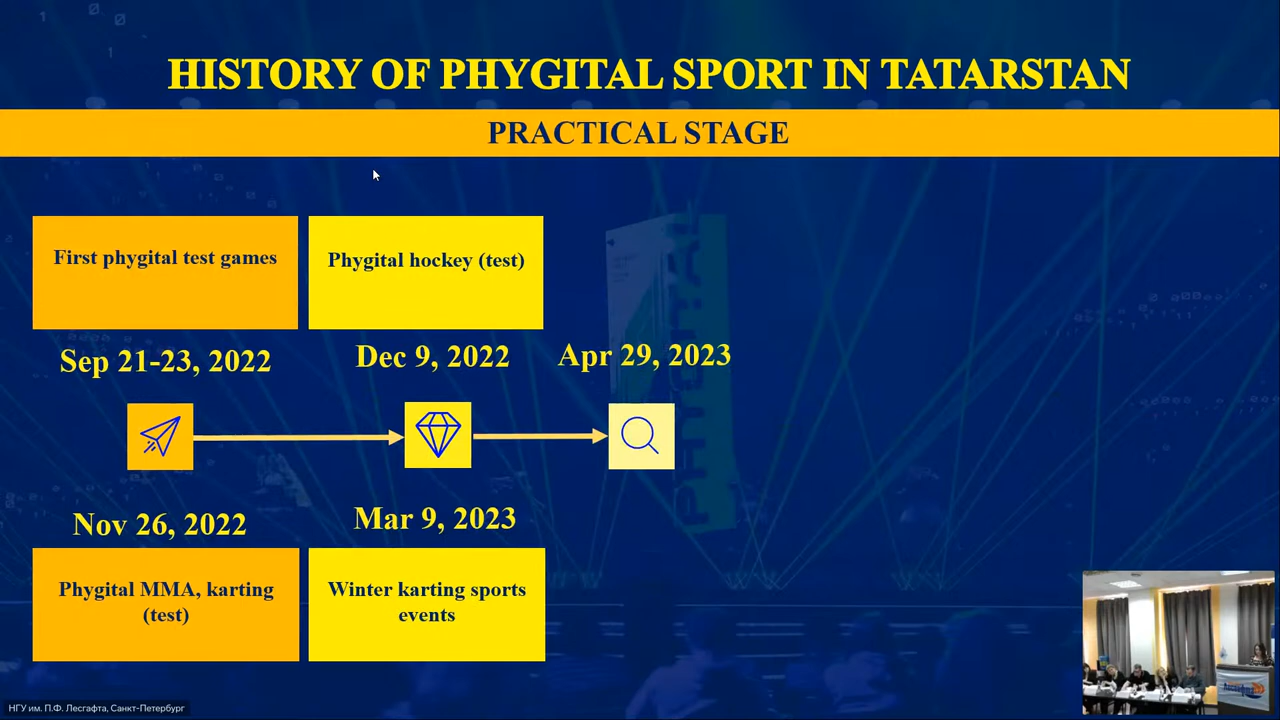 HISTORY OF PHYGITAL SPORT IN TATARSTAN
PRACTICAL STAGE
First phygital test games
Phygital hockey (test)
Sep 21-23, 2022
Dec 9, 2022
Apr 29, 2023
Nov 26, 2022
Mar 9, 2023
Phygital MMA, karting
(test)
Winter karting sports
events
PHYGITAL
НГУ им. П.Ф. Лесгафта, Санкт-Петербург